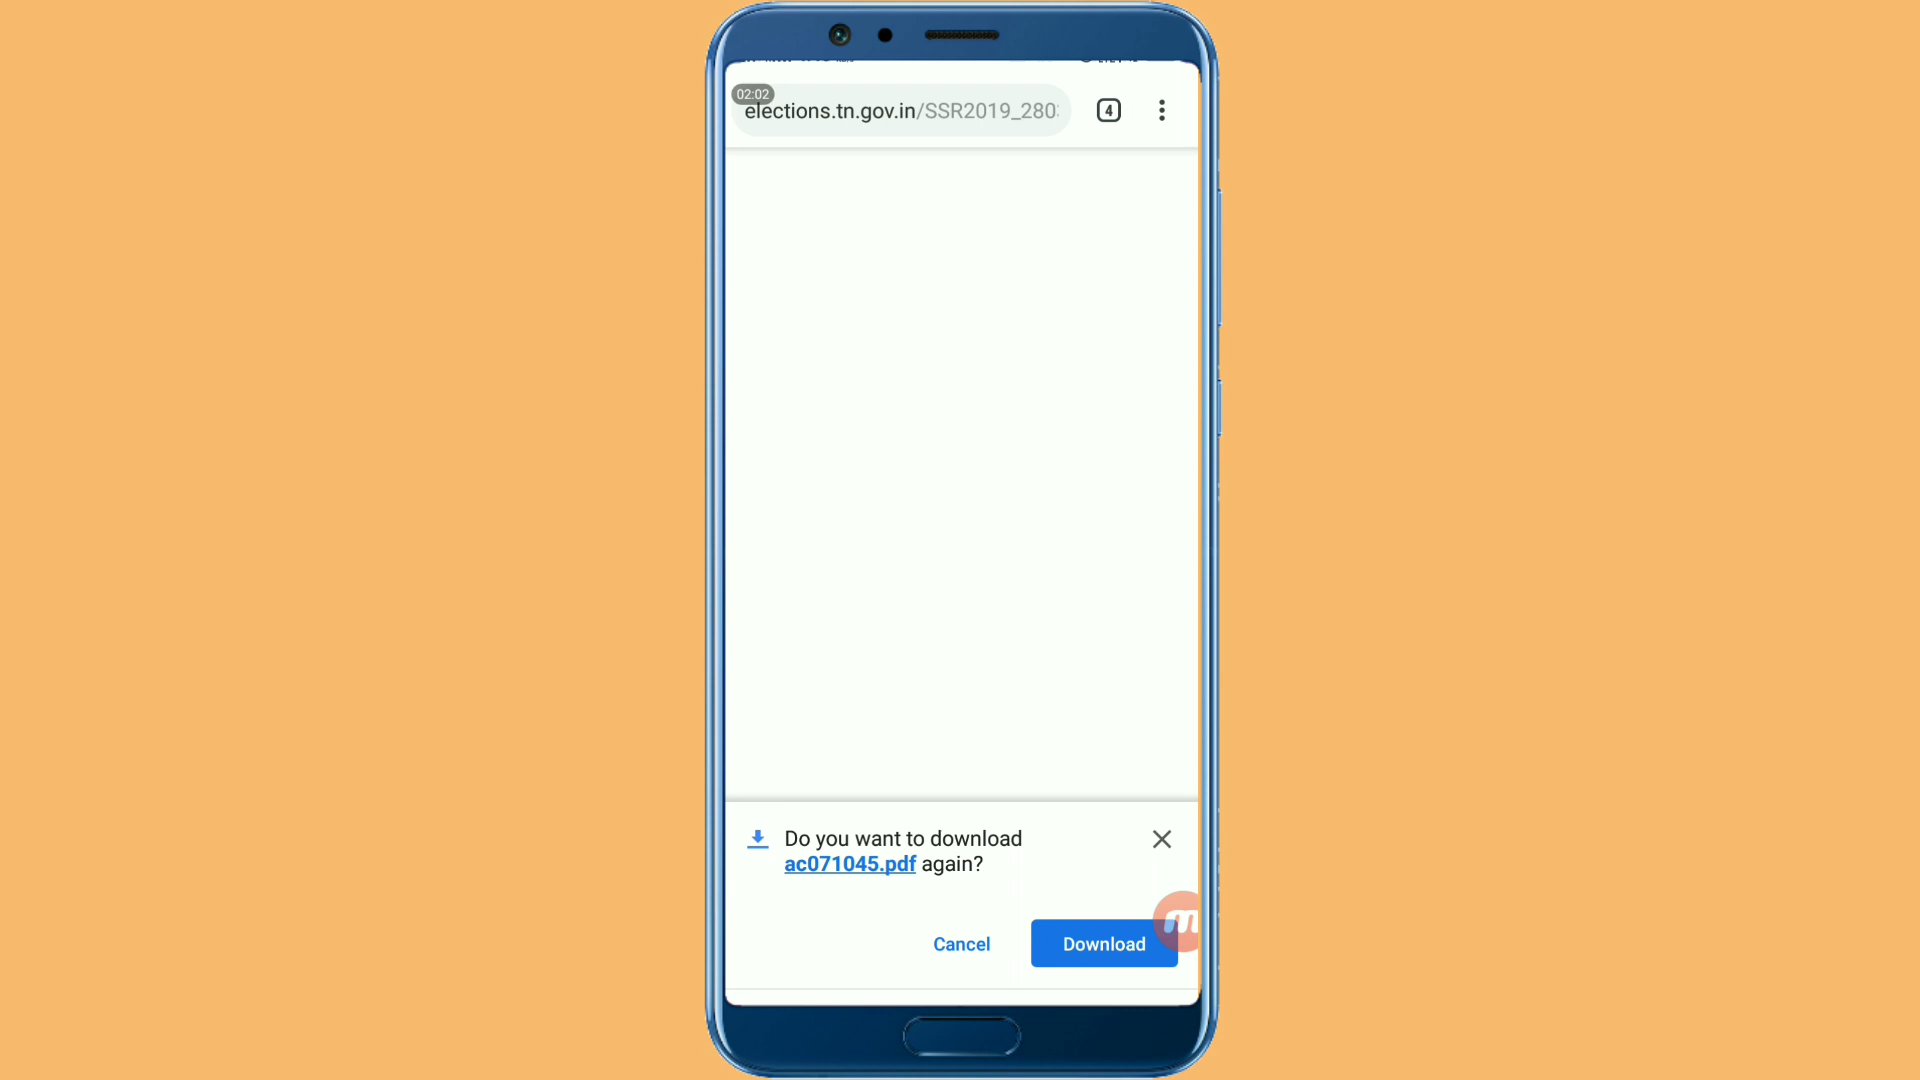 02:02
elections.tn.gov.in/SSR2019_280
4
Do you want to download
ac071045.pdf again?
m
Cancel
Download